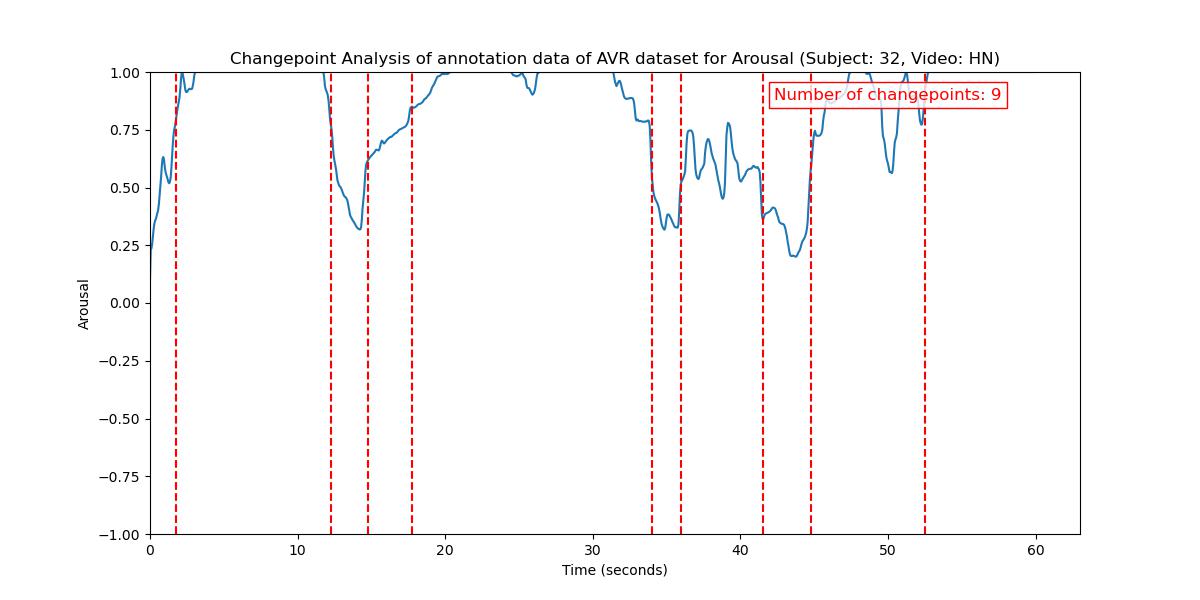 Changepoint Analysis of annotation data of AVR dataset for Arousal (Subject: 32, Video: HN)
Number of changepoints: 9
1.00
0.75
0.50
0.25
0.00
−0.25
−0.50
−0.75
−1.00
Arousal
0 10 20 30 40 50 60
Time (seconds)